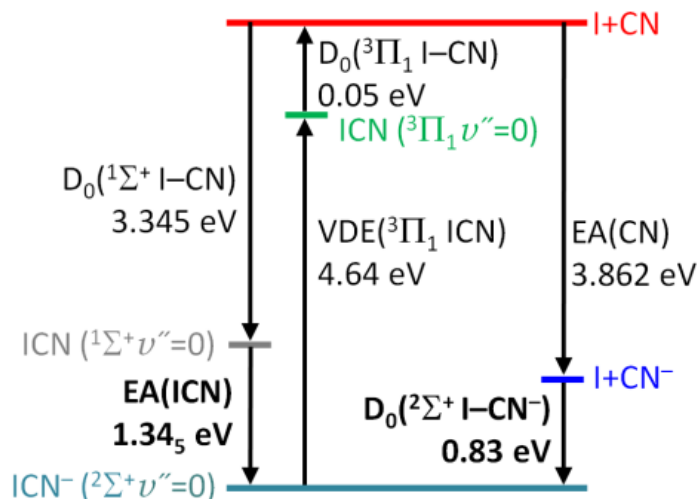 I+CN
D₀(³Π₁ I–CN)
0.05 eV
ICN (³Π₁ υ″=0)
D₀(¹Σ⁺ I–CN)
3.345 eV
VDE(³Π₁ ICN)
4.64 eV
EA(CN)
3.862 eV
ICN (¹Σ⁺ υ″=0)
I+CN⁻
EA(ICN)
1.34₅ eV
D₀(²Σ⁺ I–CN⁻)
0.83 eV
ICN⁻ (²Σ⁺ υ″=0)